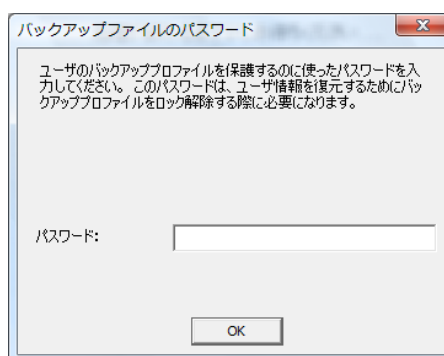 バックアップファイルのパスワード
ユーザのバックアッププロファイルを保護するのに使ったパスワードを入
力してください。 このパスワードは、ユーザ情報を復元するためにバッ
クアッププロファイルをロック解除する際に必要になります。
パスワード:
OK